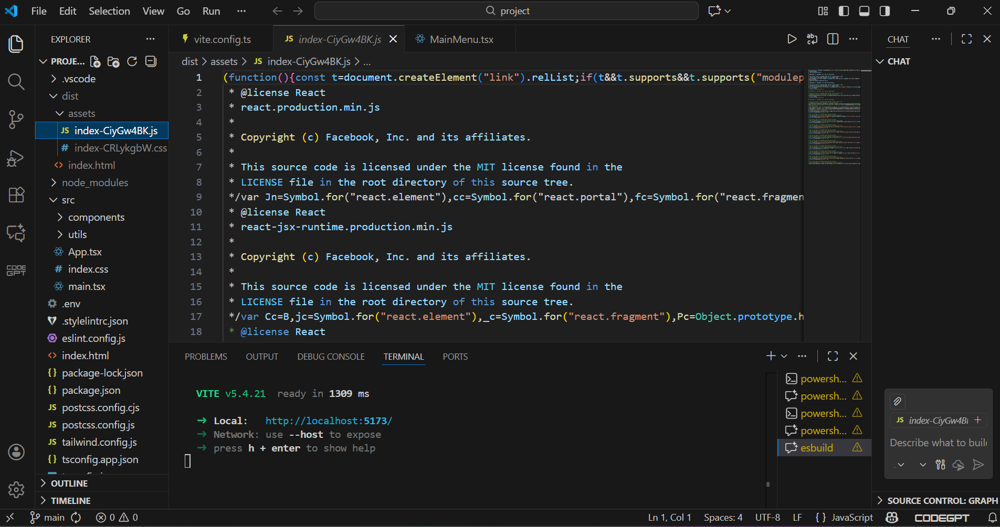 File Edit Selection View Go Run ... project
EXPLORER
PROJE...
.vscode
dist
assets
JS index-CiyGw4BK.js
# index-CRLykgbW.css
index.html
node_modules
src
components
utils
App.tsx
# index.css
main.tsx
.env
.stylelintrc.json
eslint.config.js
index.html
{} package-lock.json
{} package.json
JS postcss.config.cjs
JS postcss.config.js
JS tailwind.config.js
{} tsconfig.app.json
OUTLINE
TIMELINE
vite.config.ts JS index-CiyGw4BK.js MainMenu.tsx
dist > assets > JS index-CiyGw4BK.js > ...
1 (function(){const t=document.createElement("link").relList;if(t&&t.supports&&t.supports("modulep
2 * @license React
3 * react.production.min.js
4 *
5 * Copyright (c) Facebook, Inc. and its affiliates.
6 *
7 * This source code is licensed under the MIT license found in the
8 * LICENSE file in the root directory of this source tree.
9 */var Jn=Symbol.for("react.element"),cc=Symbol.for("react.portal"),fc=Symbol.for("react.fragmen
10 * @license React
11 * react-jsx-runtime.production.min.js
12 *
13 * Copyright (c) Facebook, Inc. and its affiliates.
14 *
15 * This source code is licensed under the MIT license found in the
16 * LICENSE file in the root directory of this source tree.
17 */var Cc=B,jc=Symbol.for("react.element"),_c=Symbol.for("react.fragment"),Pc=Object.prototype.h
18 * @license React
PROBLEMS OUTPUT DEBUG CONSOLE TERMINAL PORTS
VITE v5.4.21 ready in 1309 ms
➜ Local: http://localhost:5173/
➜ Network: use --host to expose
➜ press h + enter to show help
powersh...
powersh...
powersh...
powersh...
esbuild
CHAT
CHAT
JS index-CiyGw4B
Describe what to buil
SOURCE CONTROL: GRAPH
main 0 0 Ln 1, Col 1 Spaces: 4 UTF-8 LF {} JavaScript CODEGPT
CODE
GPT